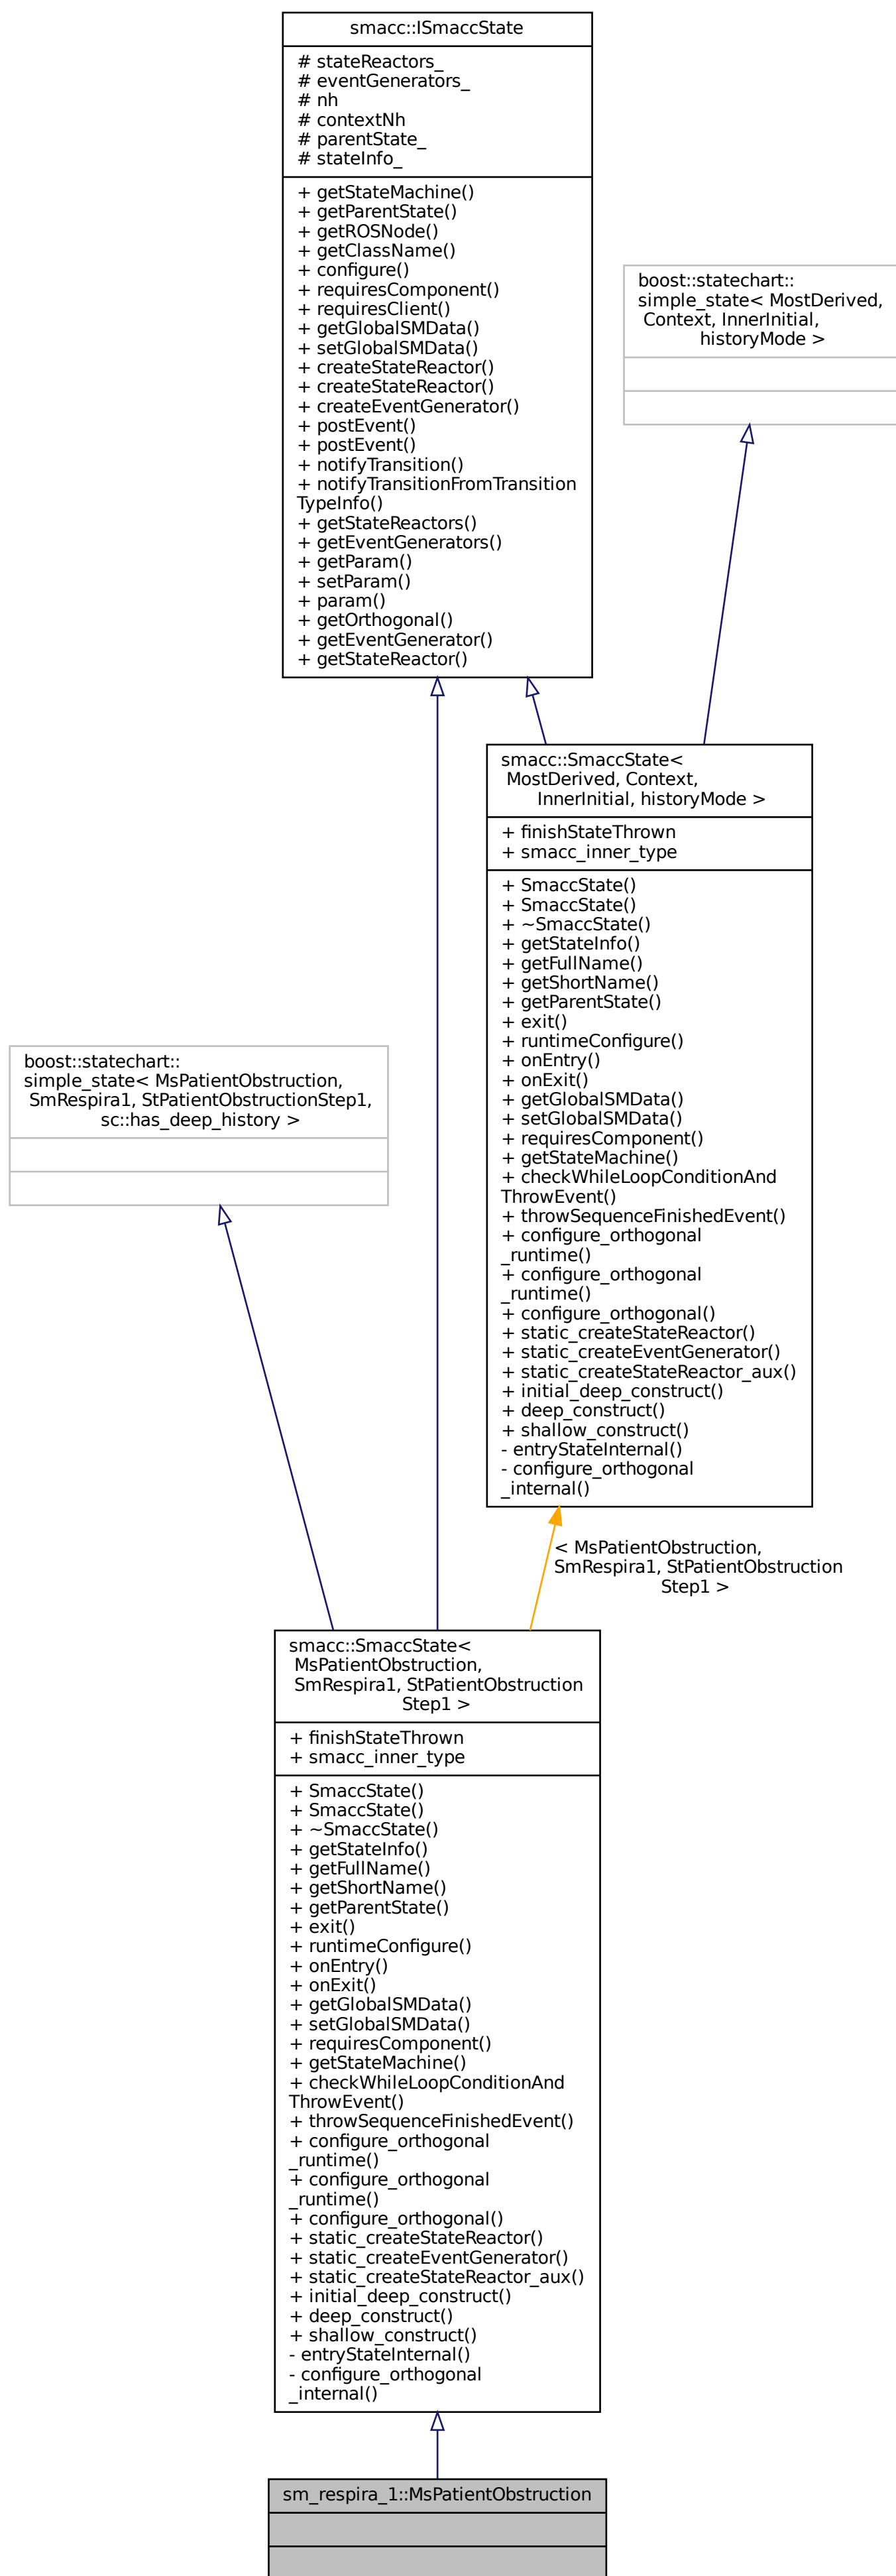 smacc::ISmaccState
# stateReactors_
# eventGenerators_
# nh
# contextNh
# parentState_
# stateInfo_
+ getStateMachine()
+ getParentState()
+ getROSNode()
+ getClassName()
+ configure()
+ requiresComponent()
+ requiresClient()
+ getGlobalSMData()
+ setGlobalSMData()
+ createStateReactor()
+ createStateReactor()
+ createEventGenerator()
+ postEvent()
+ postEvent()
+ notifyTransition()
+ notifyTransitionFromTransition
TypeInfo()
+ getStateReactors()
+ getEventGenerators()
+ getParam()
+ setParam()
+ param()
+ getOrthogonal()
+ getEventGenerator()
+ getStateReactor()
boost::statechart::
simple_state< MostDerived,
Context, InnerInitial,
historyMode >
smacc::SmaccState<
MostDerived, Context,
InnerInitial, historyMode >
+ finishStateThrown
+ smacc_inner_type
+ SmaccState()
+ SmaccState()
+ ~SmaccState()
+ getStateInfo()
+ getFullName()
+ getShortName()
+ getParentState()
+ exit()
+ runtimeConfigure()
+ onEntry()
+ onExit()
+ getGlobalSMData()
+ setGlobalSMData()
+ requiresComponent()
+ getStateMachine()
+ checkWhileLoopConditionAnd
ThrowEvent()
+ throwSequenceFinishedEvent()
+ configure_orthogonal
_runtime()
+ configure_orthogonal
_runtime()
+ configure_orthogonal()
+ static_createStateReactor()
+ static_createEventGenerator()
+ static_createStateReactor_aux()
+ initial_deep_construct()
+ deep_construct()
+ shallow_construct()
- entryStateInternal()
- configure_orthogonal
_internal()
boost::statechart::
simple_state< MsPatientObstruction,
SmRespira1, StPatientObstructionStep1,
sc::has_deep_history >
< MsPatientObstruction,
SmRespira1, StPatientObstruction
Step1 >
smacc::SmaccState<
MsPatientObstruction,
SmRespira1, StPatientObstruction
Step1 >
+ finishStateThrown
+ smacc_inner_type
+ SmaccState()
+ SmaccState()
+ ~SmaccState()
+ getStateInfo()
+ getFullName()
+ getShortName()
+ getParentState()
+ exit()
+ runtimeConfigure()
+ onEntry()
+ onExit()
+ getGlobalSMData()
+ setGlobalSMData()
+ requiresComponent()
+ getStateMachine()
+ checkWhileLoopConditionAnd
ThrowEvent()
+ throwSequenceFinishedEvent()
+ configure_orthogonal
_runtime()
+ configure_orthogonal
_runtime()
+ configure_orthogonal()
+ static_createStateReactor()
+ static_createEventGenerator()
+ static_createStateReactor_aux()
+ initial_deep_construct()
+ deep_construct()
+ shallow_construct()
- entryStateInternal()
- configure_orthogonal
_internal()
sm_respira_1::MsPatientObstruction